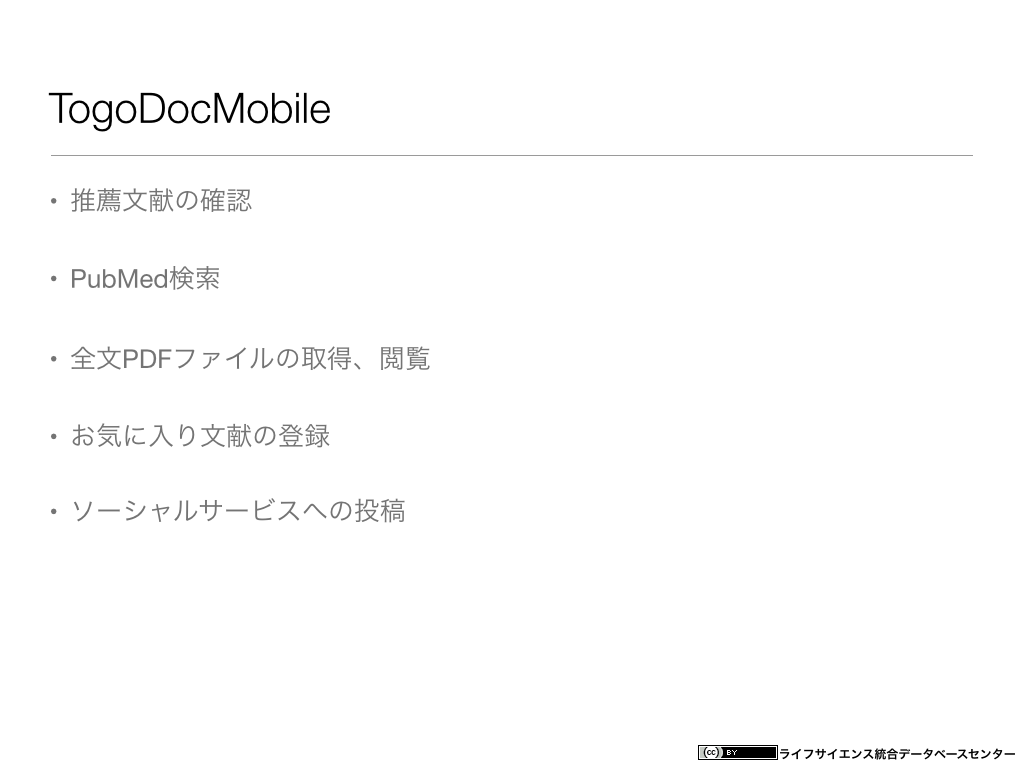 TogoDocMobile
• 推薦文献の確認
• PubMed検索
• 全文PDFファイルの取得、閲覧
• お気に入り文献の登録
• ソーシャルサービスへの投稿
(cc) BY ライフサイエンス統合データベースセンター